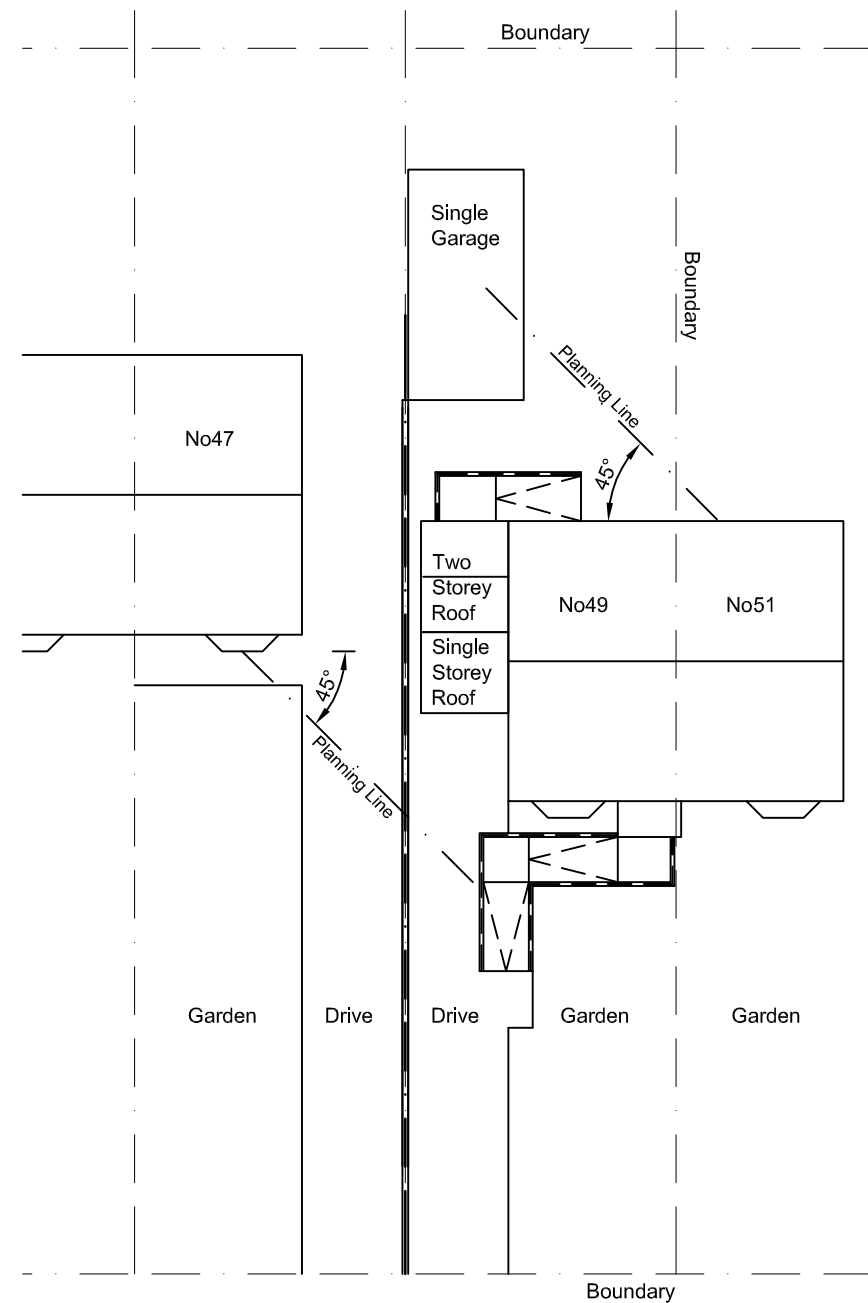 Boundary
Single
Garage
Boundary
Planning Line
No47
45°
Two
Storey
Roof
No49
No51
Single
Storey
Roof
45°
Planning Line
Garden
Drive
Drive
Garden
Garden
Boundary